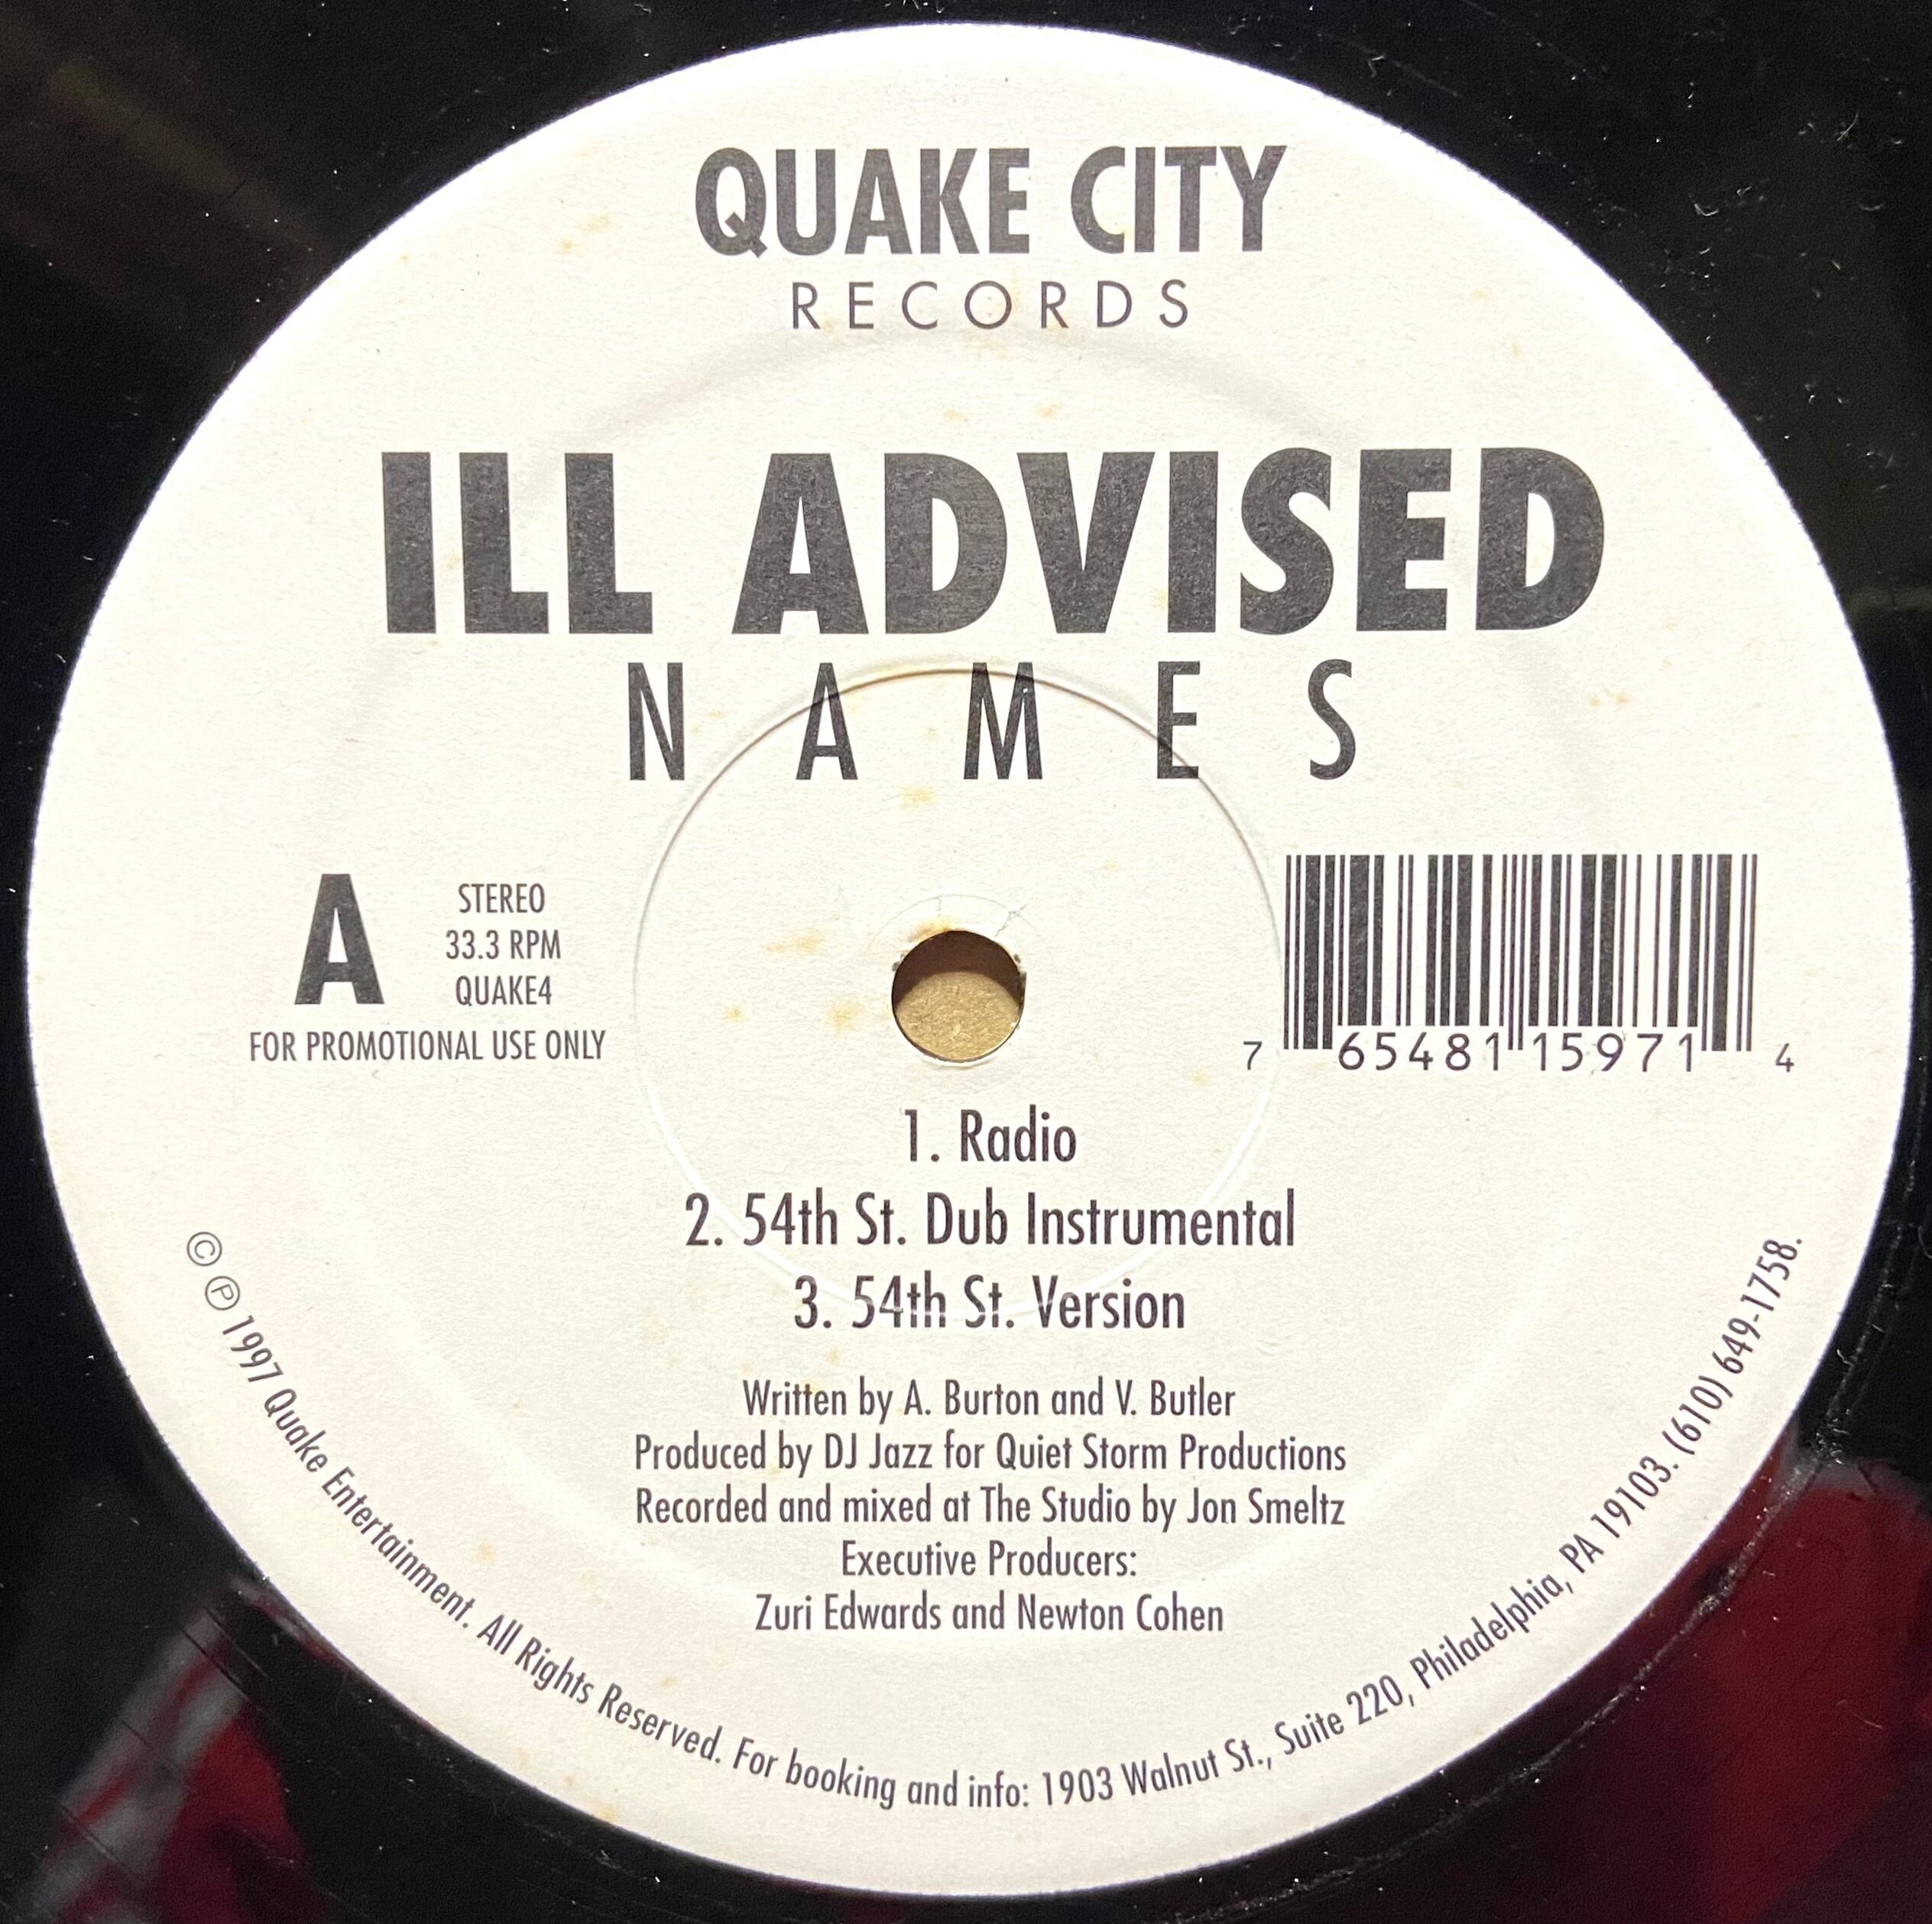 QUAKE CITY
RECORDS
ILL ADVISED
NAMES
A
STEREO
33.3 RPM
QUAKE4
FOR PROMOTIONAL USE ONLY
7 65481 15971 4
1. Radio
2. 54th St. Dub Instrumental
3. 54th St. Version
Written by A. Burton and V. Butler
Produced by DJ Jazz for Quiet Storm Productions
Recorded and mixed at The Studio by Jon Smeltz
Executive Producers:
Zuri Edwards and Newton Cohen
© ℗ 1997 Quake Entertainment. All Rights Reserved. For booking and info: 1903 Walnut St., Suite 220, Philadelphia, PA 19103. (610) 649-1758.